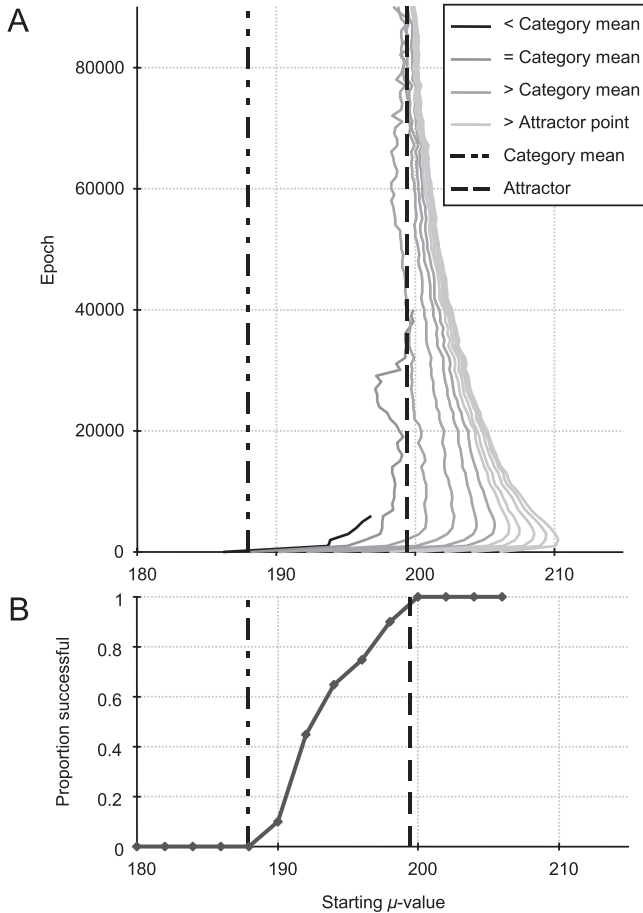 A
< Category mean
= Category mean
> Category mean
> Attractor point
Category mean
Attractor
Epoch
80000
60000
40000
20000
0
180
190
200
210
B
Proportion successful
1
0.8
0.6
0.4
0.2
0
180
190
200
210
Starting μ-value